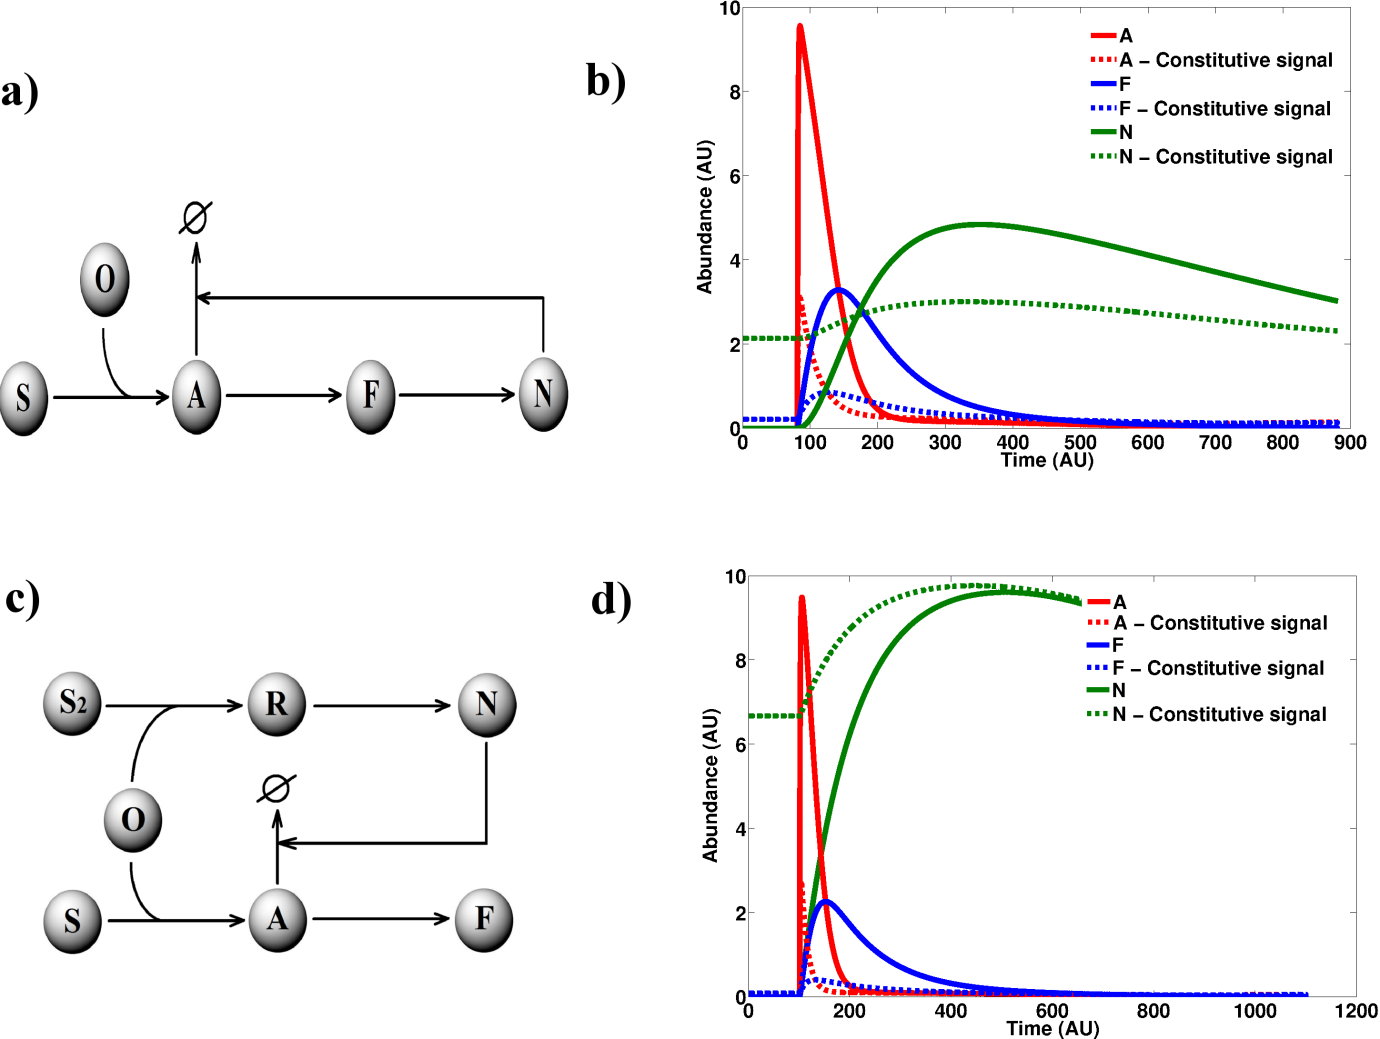 a)
O
∅
S
A
F
N
b)
10
8
6
4
2
0
Abundance (AU)
A
A – Constitutive signal
F
F – Constitutive signal
N
N – Constitutive signal
0 100 200 300 400 500 600 700 800 900
Time (AU)
c)
S2
R
N
O
∅
S
A
F
d)
10
8
6
4
2
0
Abundance (AU)
A
A – Constitutive signal
F
F – Constitutive signal
N
N – Constitutive signal
0 200 400 600 800 1000 1200
Time (AU)